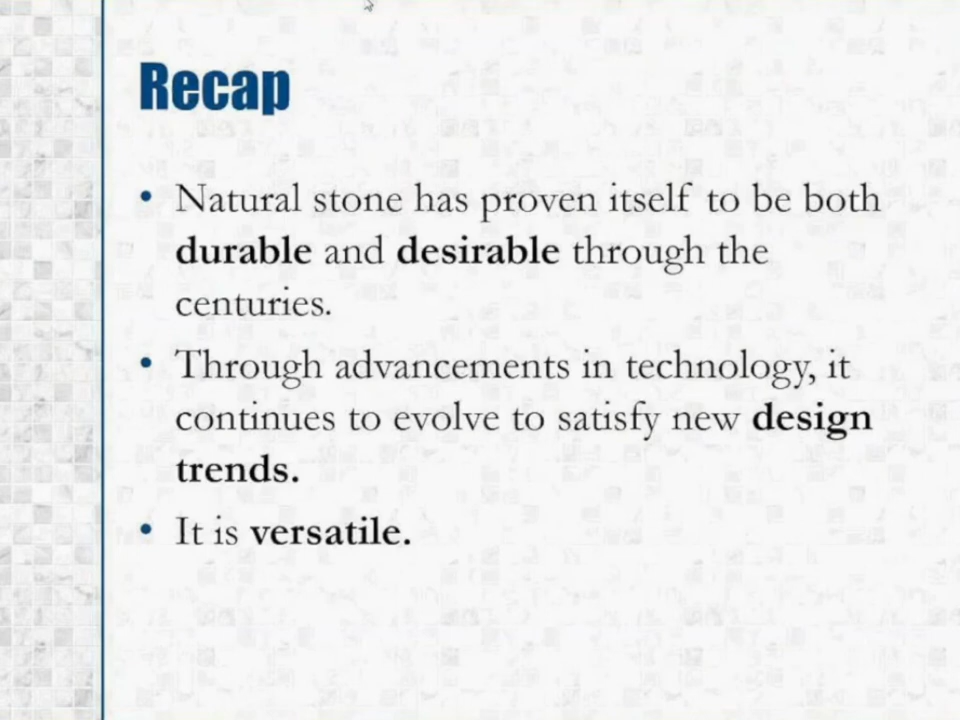 Recap
• Natural stone has proven itself to be both
durable and desirable through the
centuries.
• Through advancements in technology, it
continues to evolve to satisfy new design
trends.
• It is versatile.